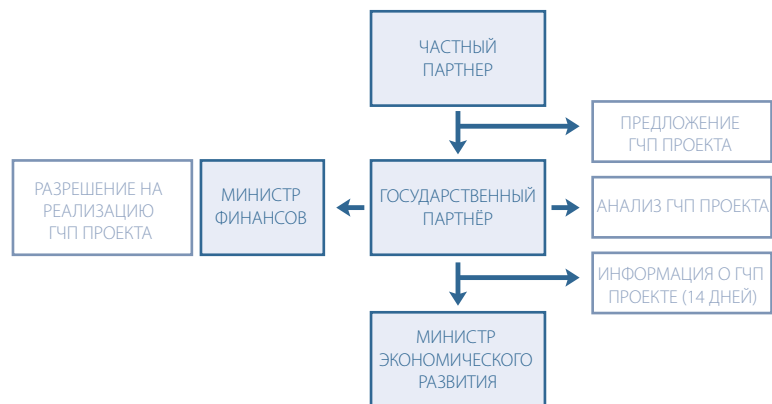 ЧАСТНЫЙ
ПАРТНЕР
ПРЕДЛОЖЕНИЕ
ГЧП ПРОЕКТА
РАЗРЕШЕНИЕ НА
РЕАЛИЗАЦИЮ
ГЧП ПРОЕКТА
МИНИСТР
ФИНАНСОВ
ГОСУДАРСТВЕННЫЙ
ПАРТНЁР
АНАЛИЗ ГЧП ПРОЕКТА
ИНФОРМАЦИЯ О ГЧП
ПРОЕКТЕ (14 ДНЕЙ)
МИНИСТР
ЭКОНОМИЧЕСКОГО
РАЗВИТИЯ